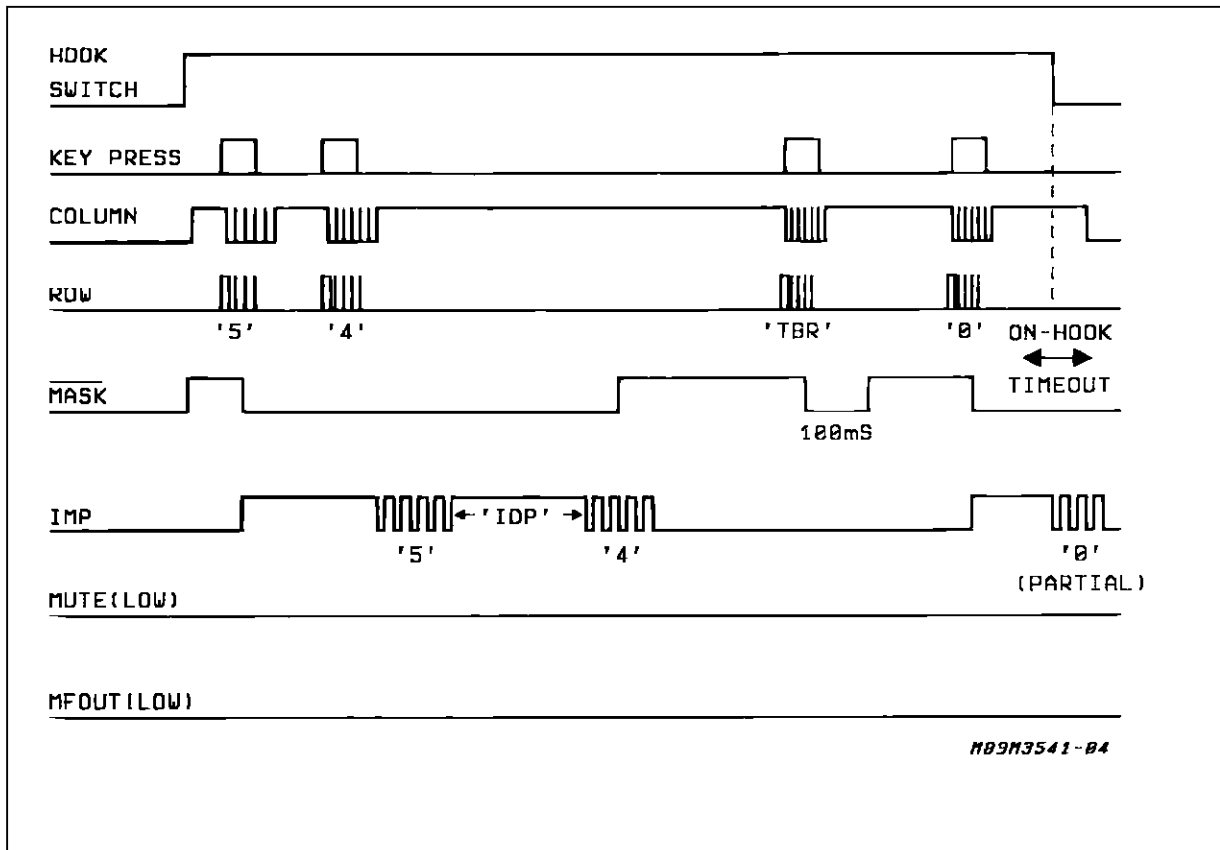 HOOK
SWITCH
KEY PRESS
COLUMN
ROW
'5' '4' 'TBR' '0' ON-HOOK
TIMEOUT
MASK
100mS
IMP
'IDP'
'5' '4' '0'
(PARTIAL)
MUTE(LOW)
MFOUT(LOW)
M09M3541-04